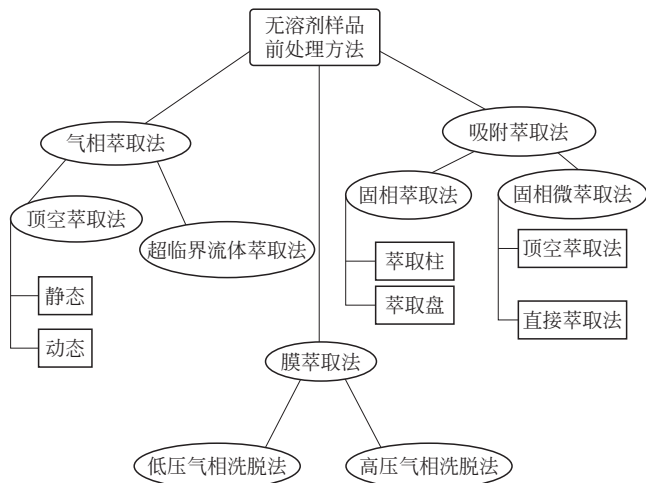 无溶剂样品
前处理方法
气相萃取法
吸附萃取法
顶空萃取法
超临界流体萃取法
固相萃取法
固相微萃取法
静态
动态
萃取柱
萃取盘
顶空萃取法
直接萃取法
膜萃取法
低压气相洗脱法
高压气相洗脱法